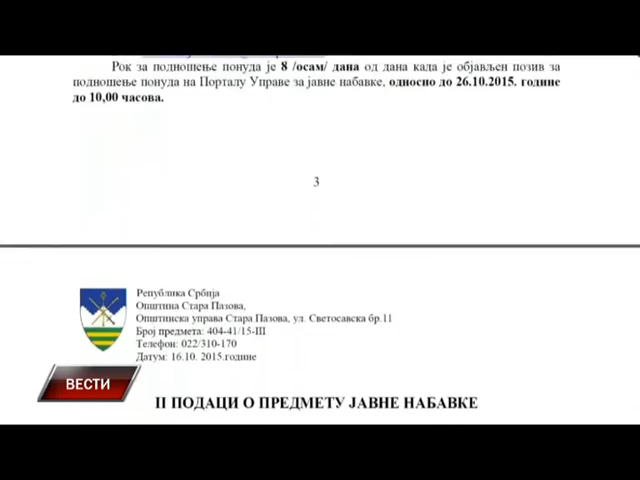 Рок за подношење понуда је 8 /осам/ дана од дана када је објављен позив за
подношење понуда на Порталу Управе за јавне набавке, односно до 26.10.2015. године
до 10,00 часова.
3
Република Србија
Општина Стара Пазова,
Општинска управа Стара Пазова, ул. Светосавска бр.11
Број предмета: 404-41/15-III
Телефон: 022/310-170
Датум: 16.10. 2015.године
ВЕСТИ
II ПОДАЦИ О ПРЕДМЕТУ ЈАВНЕ НАБАВКЕ